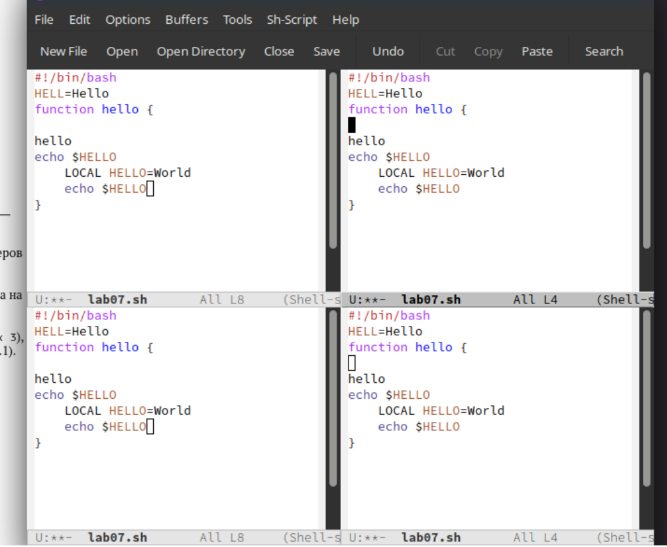 File Edit Options Buffers Tools Sh-Script Help
New File Open Open Directory Close Save Undo Cut Copy Paste Search
#!/bin/bash
HELL=Hello
function hello {
hello
echo $HELLO
LOCAL HELLO=World
echo $HELLO
}
U:**- lab07.sh All L8 (Shell-s
#!/bin/bash
HELL=Hello
function hello {
hello
echo $HELLO
LOCAL HELLO=World
echo $HELLO
}
U:**- lab07.sh All L4 (Shell-s
#!/bin/bash
HELL=Hello
function hello {
hello
echo $HELLO
LOCAL HELLO=World
echo $HELLO
}
U:**- lab07.sh All L8 (Shell-s
#!/bin/bash
HELL=Hello
function hello {
hello
echo $HELLO
LOCAL HELLO=World
echo $HELLO
}
U:**- lab07.sh All L4 (Shell-s
а на
3),
.1).